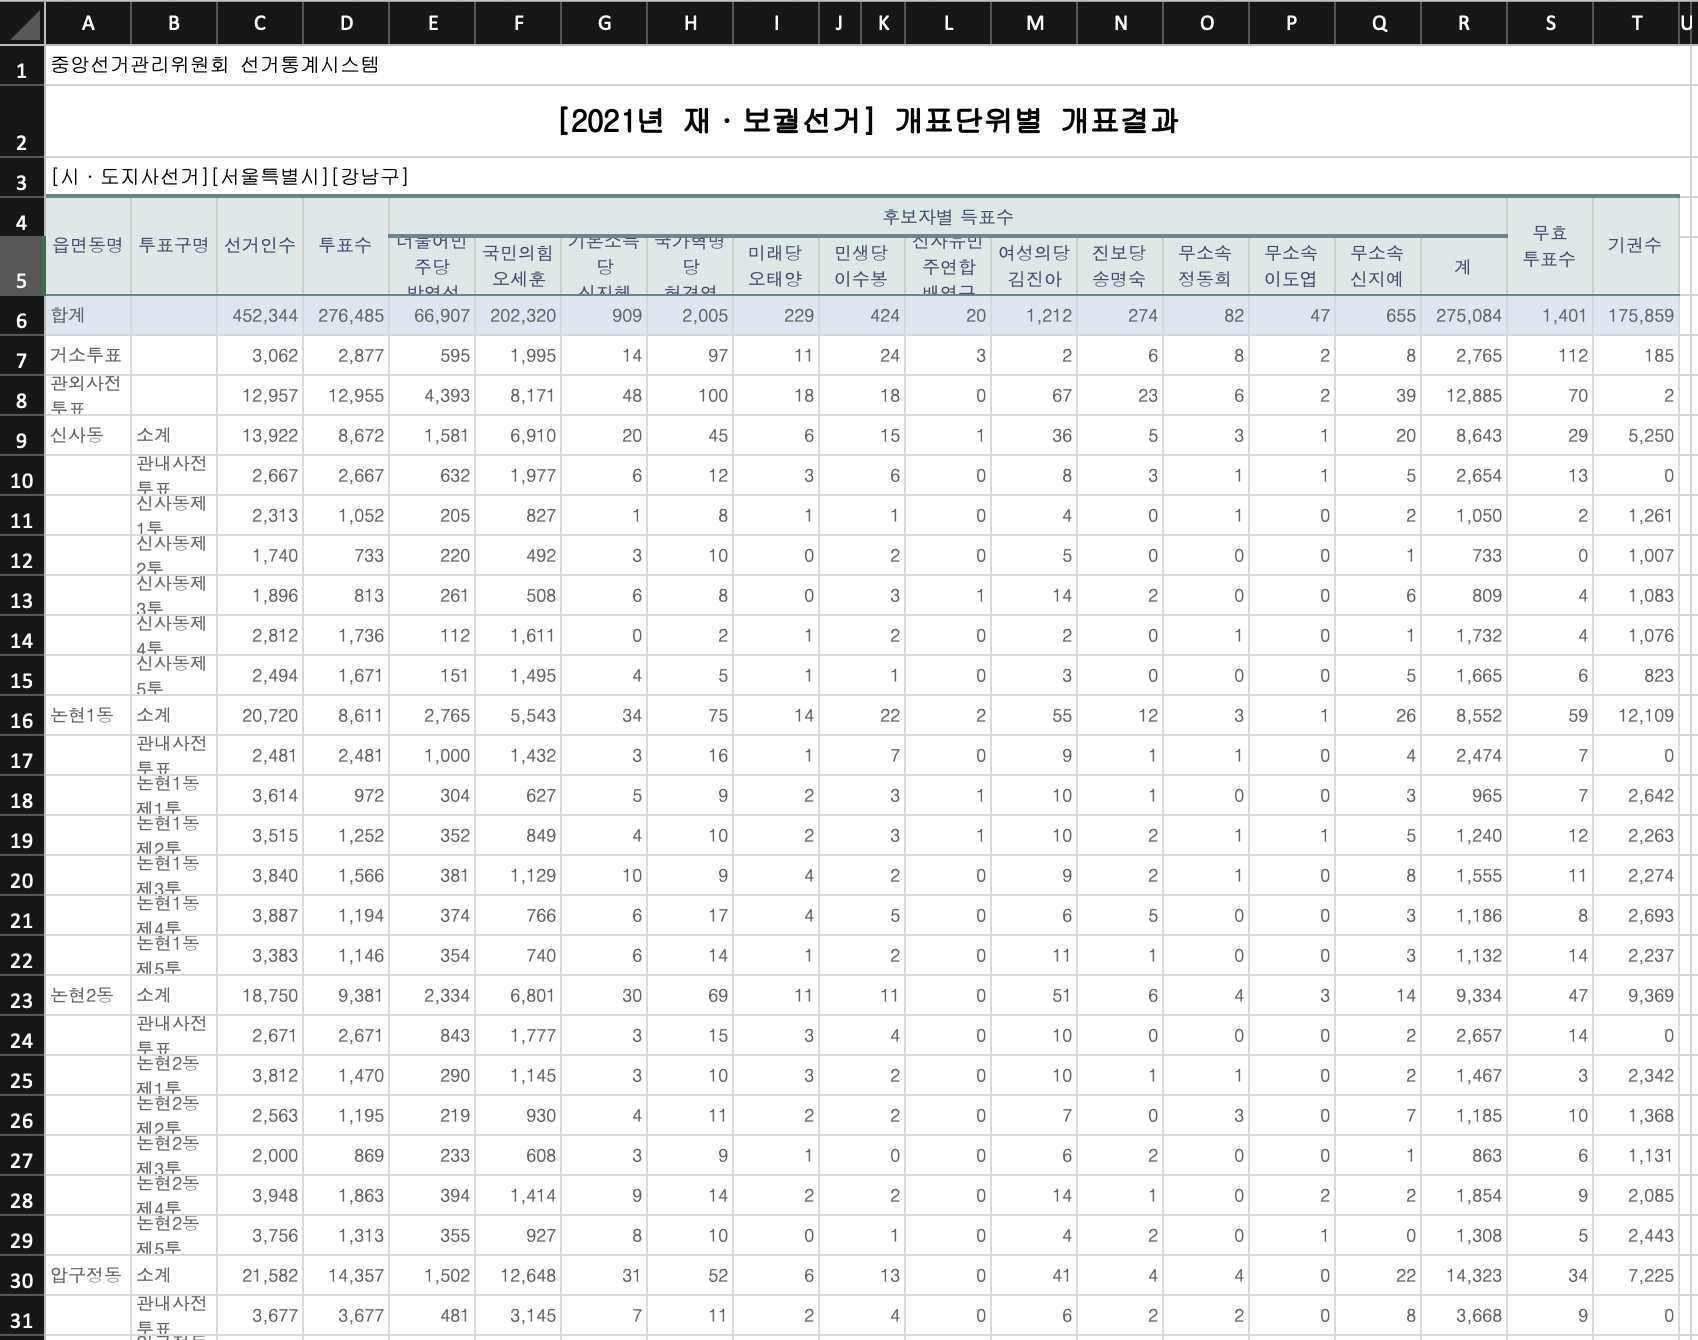 A B C D E F G H I J K L M N O P Q R S T U
1 중앙선거관리위원회 선거통계시스템
2 [2021년 재·보궐선거] 개표단위별 개표결과
3 [시·도지사선거][서울특별시][강남구]
4 후보자별 득표수
5 읍면동명 투표구명 선거인수 투표수 더불어민주당 박영선 국민의힘 오세훈 기본소득당 신지혜 국가혁명당 허경영 미래당 오태양 민생당 이수봉 신자유민주연합 배영규 여성의당 김진아 진보당 송명숙 무소속 정동희 무소속 이도엽 무소속 신지예 계 무효 투표수 기권수
6 합계 452,344 276,485 66,907 202,320 909 2,005 229 424 20 1,212 274 82 47 655 275,084 1,401 175,859
7 거소투표 3,062 2,877 595 1,995 14 97 11 24 3 2 6 8 2 8 2,765 112 185
8 관외사전투표 12,957 12,955 4,393 8,171 48 100 18 18 0 67 23 6 2 39 12,885 70 2
9 신사동 소계 13,922 8,672 1,581 6,910 20 45 6 15 1 36 5 3 1 20 8,643 29 5,250
10 관내사전투표 2,667 2,667 632 1,977 6 12 3 6 0 8 3 1 1 5 2,654 13 0
11 신사동제1투 2,313 1,052 205 827 1 8 1 1 0 4 0 1 0 2 1,050 2 1,261
12 신사동제2투 1,740 733 220 492 3 10 0 2 0 5 0 0 0 1 733 0 1,007
13 신사동제3투 1,896 813 261 508 6 8 0 3 1 14 2 0 0 6 809 4 1,083
14 신사동제4투 2,812 1,736 112 1,611 0 2 1 2 0 2 0 1 0 1 1,732 4 1,076
15 신사동제5투 2,494 1,671 151 1,495 4 5 1 1 0 3 0 0 0 5 1,665 6 823
16 논현1동 소계 20,720 8,611 2,765 5,543 34 75 14 22 2 55 12 3 1 26 8,552 59 12,109
17 관내사전투표 2,481 2,481 1,000 1,432 3 16 1 7 0 9 1 1 0 4 2,474 7 0
18 논현1동제1투 3,614 972 304 627 5 9 2 3 1 10 1 0 0 3 965 7 2,642
19 논현1동제2투 3,515 1,252 352 849 4 10 2 3 1 10 2 1 1 5 1,240 12 2,263
20 논현1동제3투 3,840 1,566 381 1,129 10 9 4 2 0 9 2 1 0 8 1,555 11 2,274
21 논현1동제4투 3,887 1,194 374 766 6 17 4 5 0 6 5 0 0 3 1,186 8 2,693
22 논현1동제5투 3,383 1,146 354 740 6 14 1 2 0 11 1 0 0 3 1,132 14 2,237
23 논현2동 소계 18,750 9,381 2,334 6,801 30 69 11 11 0 51 6 4 3 14 9,334 47 9,369
24 관내사전투표 2,671 2,671 843 1,777 3 15 3 4 0 10 0 0 0 2 2,657 14 0
25 논현2동제1투 3,812 1,470 290 1,145 3 10 3 2 0 10 1 1 0 2 1,467 3 2,342
26 논현2동제2투 2,563 1,195 219 930 4 11 2 2 0 7 0 3 0 7 1,185 10 1,368
27 논현2동제3투 2,000 869 233 608 3 9 1 0 0 6 2 0 0 1 863 6 1,131
28 논현2동제4투 3,948 1,863 394 1,414 9 14 2 2 0 14 1 0 2 2 1,854 9 2,085
29 논현2동제5투 3,756 1,313 355 927 8 10 0 1 0 4 2 0 1 0 1,308 5 2,443
30 압구정동 소계 21,582 14,357 1,502 12,648 31 52 6 13 0 41 4 4 0 22 14,323 34 7,225
31 관내사전투표 3,677 3,677 481 3,145 7 11 2 4 0 6 2 2 0 8 3,668 9 0